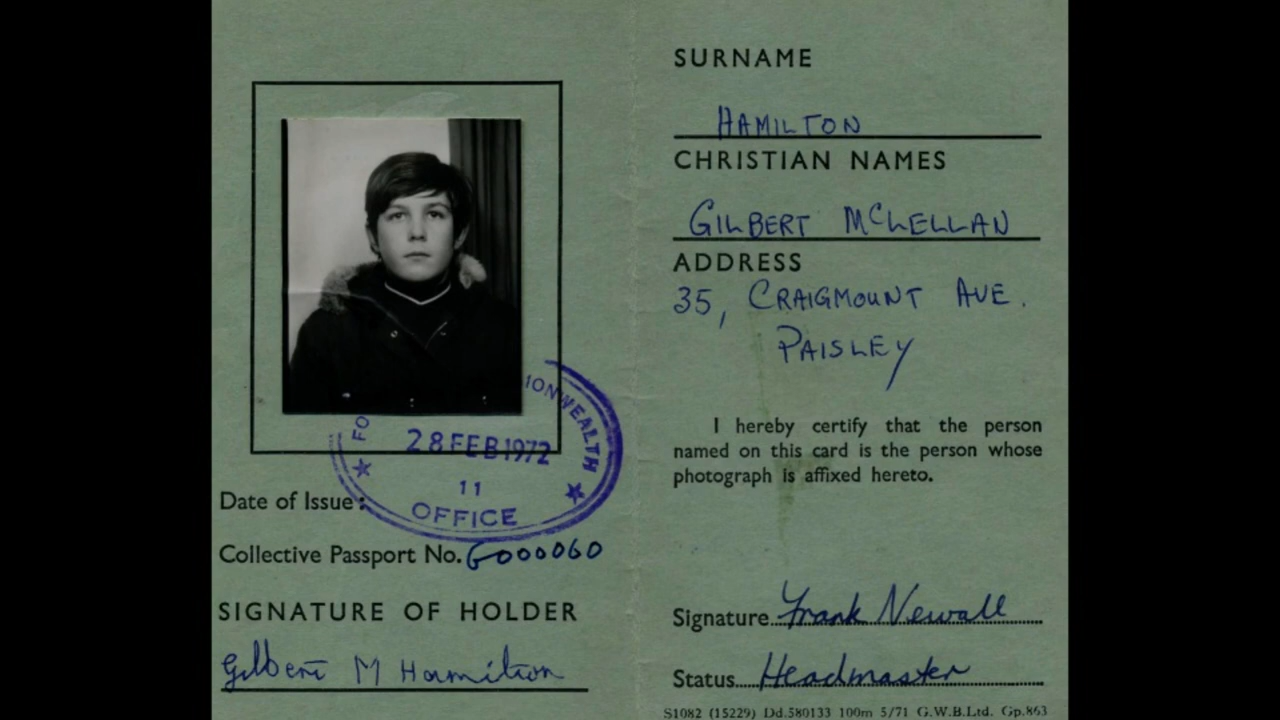 IONWEALTH
FO
28 FEB 1972
11
OFFICE
Date of Issue:
Collective Passport No. G000060
SIGNATURE OF HOLDER
Gilbert M Hamilton
SURNAME
HAMILTON
CHRISTIAN NAMES
GILBERT McLELLAN
ADDRESS
35, CRAIGMOUNT AVE.
PAISLEY
I hereby certify that the person
named on this card is the person whose
photograph is affixed hereto.
Signature Frank Newall
Status Headmaster
S1082 (15229) Dd.580133 100m 5/71 G.W.B.Ltd. Gp.863